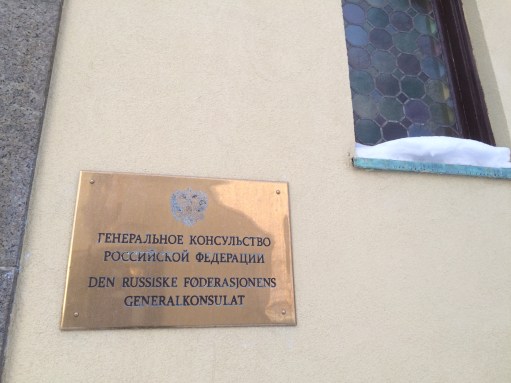 ГЕНЕРАЛЬНОЕ КОНСУЛЬСТВО
РОССИЙСКОЙ ФЕДЕРАЦИИ
DEN RUSSISKE FØDERASJONENS
GENERALKONSULAT